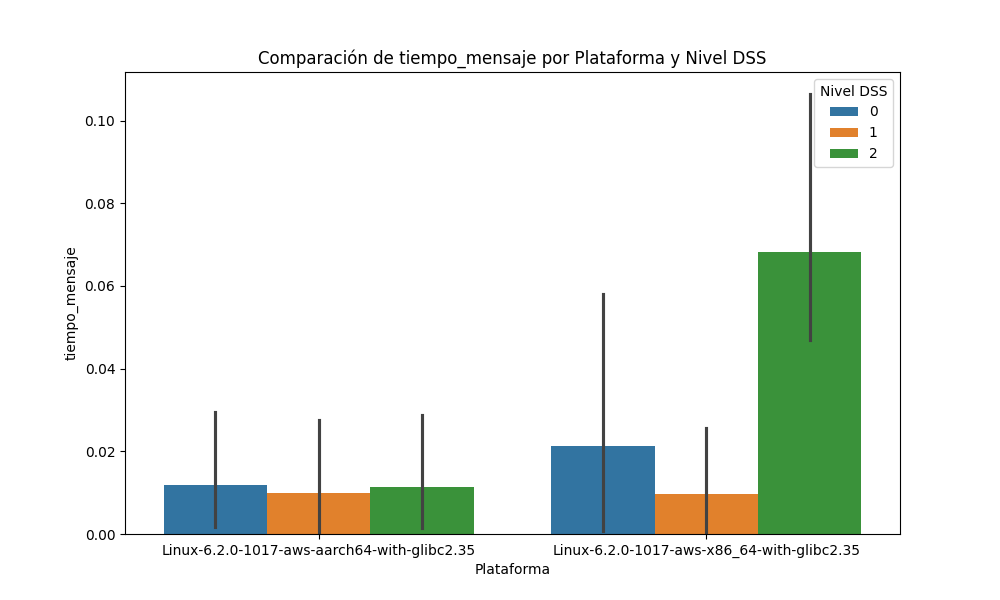 Comparación de tiempo_mensaje por Plataforma y Nivel DSS
Nivel DSS
0
1
2
0.10
0.08
0.06
0.04
0.02
0.00
tiempo_mensaje
Linux-6.2.0-1017-aws-aarch64-with-glibc2.35
Linux-6.2.0-1017-aws-x86_64-with-glibc2.35
Plataforma